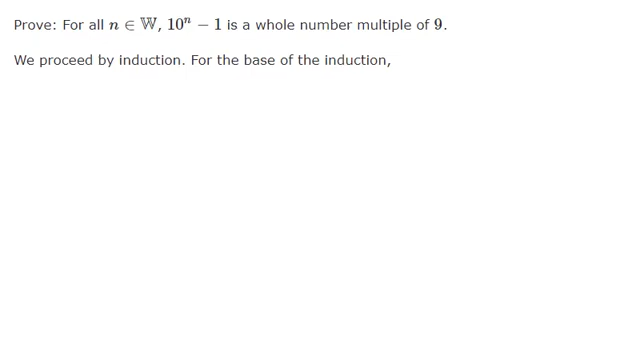 Prove: For all n ∈ 𝕎, 10ⁿ − 1 is a whole number multiple of 9.
We proceed by induction. For the base of the induction,